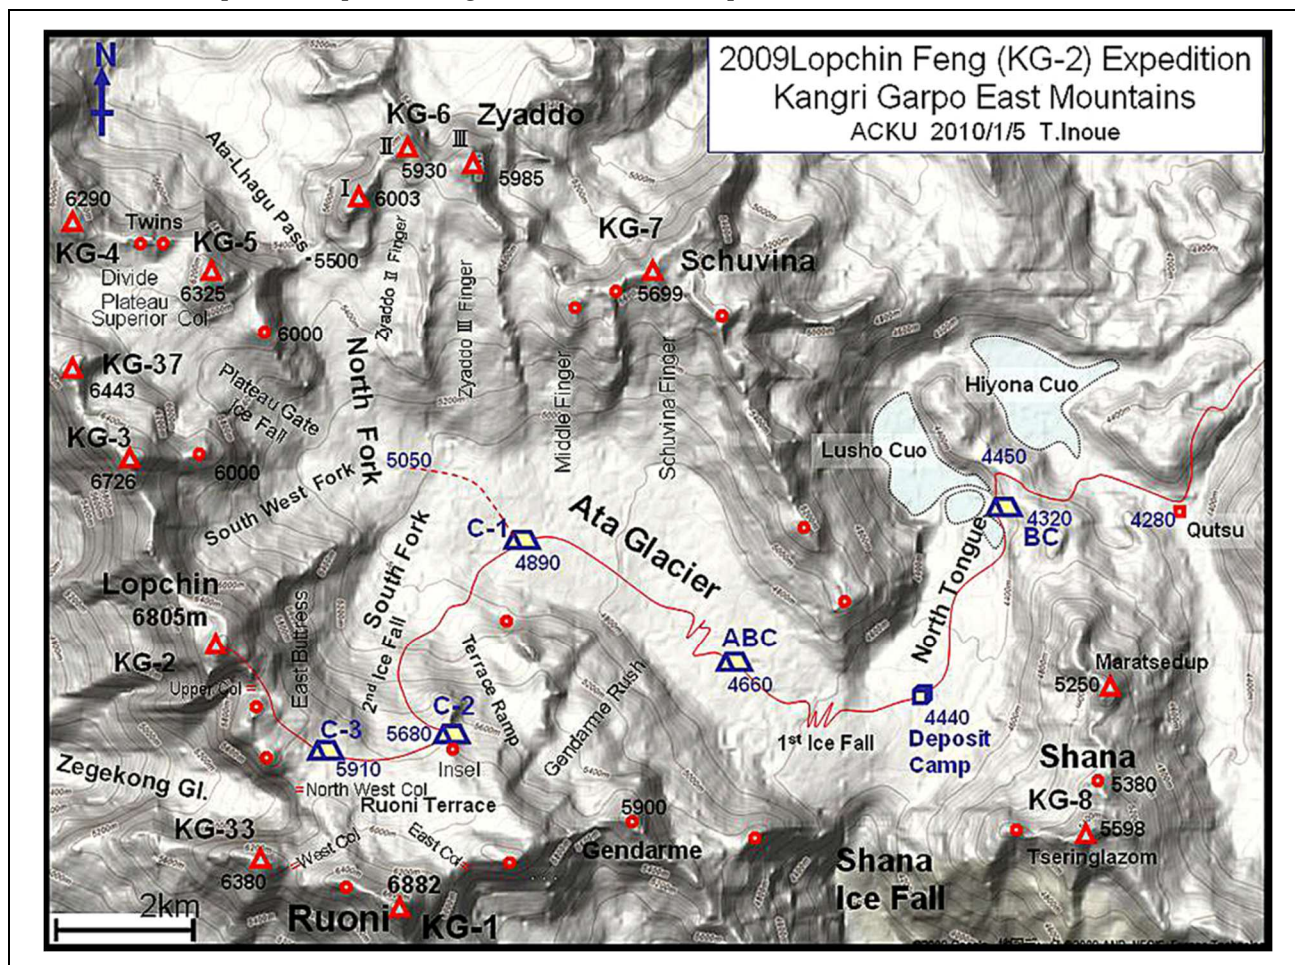 2009Lopchin Feng (KG-2) Expedition
Kangri Garpo East Mountains
ACKU 2010/1/5 T.Inoue
N
KG-6
Zyaddo
II
III
5930
5985
I
6003
Ata-Lhagu Pass
5500
6290
Twins
KG-5
KG-4
6325
Divide
Plateau
Superior Col
6000
KG-7
Schuvina
5699
Zyaddo II Finger
Zyaddo III Finger
Middle Finger
Schuvina Finger
North Fork
KG-37
6443
Plateau Gate
Ice Fall
KG-3
6726
6000
South West Fork
5050
Hiyona Cuo
Lusho Cuo
4450
4320
BC
4280
Qutsu
C-1
4890
Ata Glacier
North Tongue
South Fork
2nd Ice Fall
Lopchin
6805m
KG-2
East Buttress
Upper Col
Terrace Ramp
Gendarme Rush
ABC
4660
1st Ice Fall
4440
Deposit
Camp
Maratsedup
5250
C-2
5680
Insel
C-3
5910
North West Col
Ruoni Terrace
Zegekong Gl.
KG-33
6380
West Col
East Col
5900
Gendarme
Shana
5380
KG-8
5598
Tseringlazom
Shana
Ice Fall
6882
Ruoni
KG-1
2km